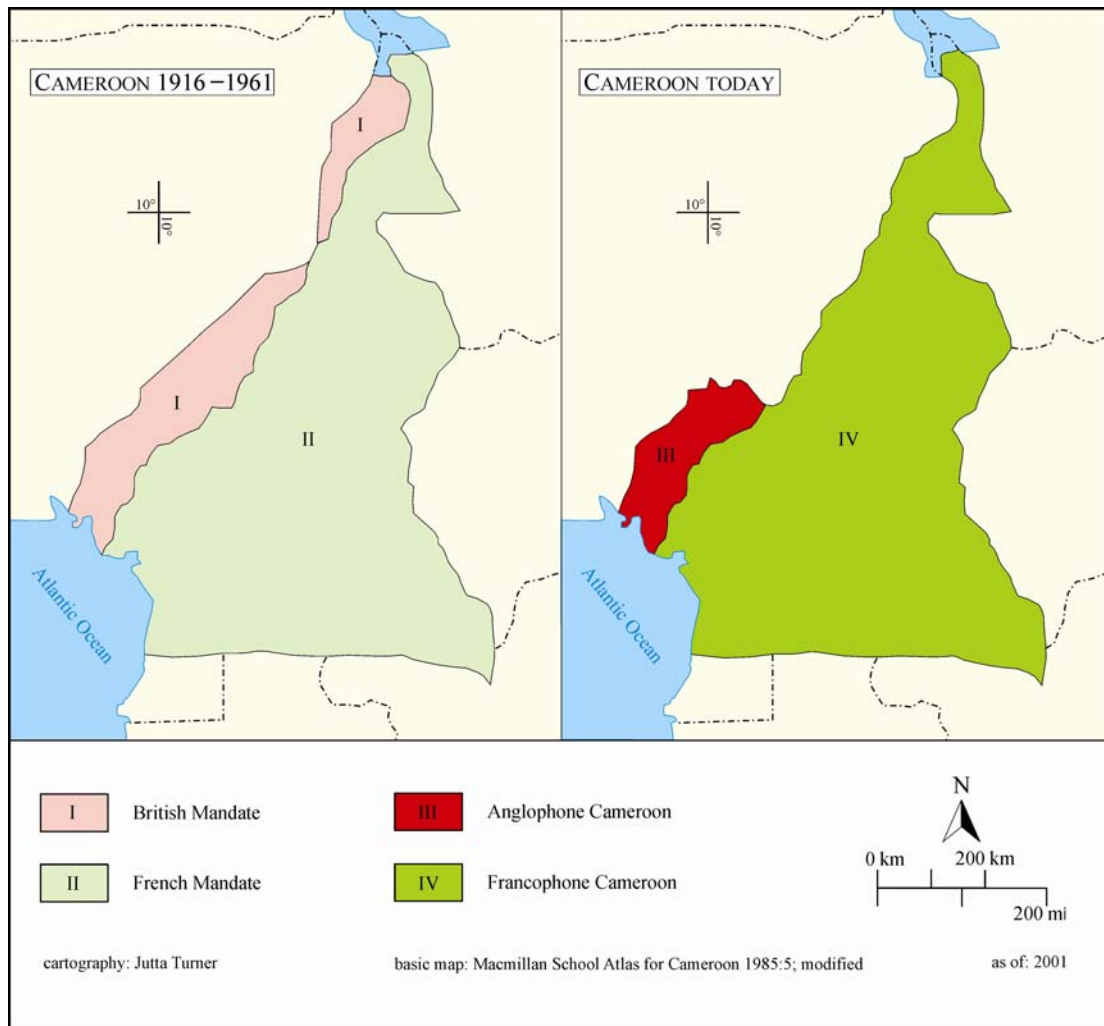 CAMEROON 1916–1961
I
10°
10°
I
II
Atlantic Ocean
CAMEROON TODAY
10°
10°
III
IV
Atlantic Ocean
I British Mandate
II French Mandate
III Anglophone Cameroon
IV Francophone Cameroon
N
0 km 200 km
200 mi
cartography: Jutta Turner
basic map: Macmillan School Atlas for Cameroon 1985:5; modified
as of: 2001